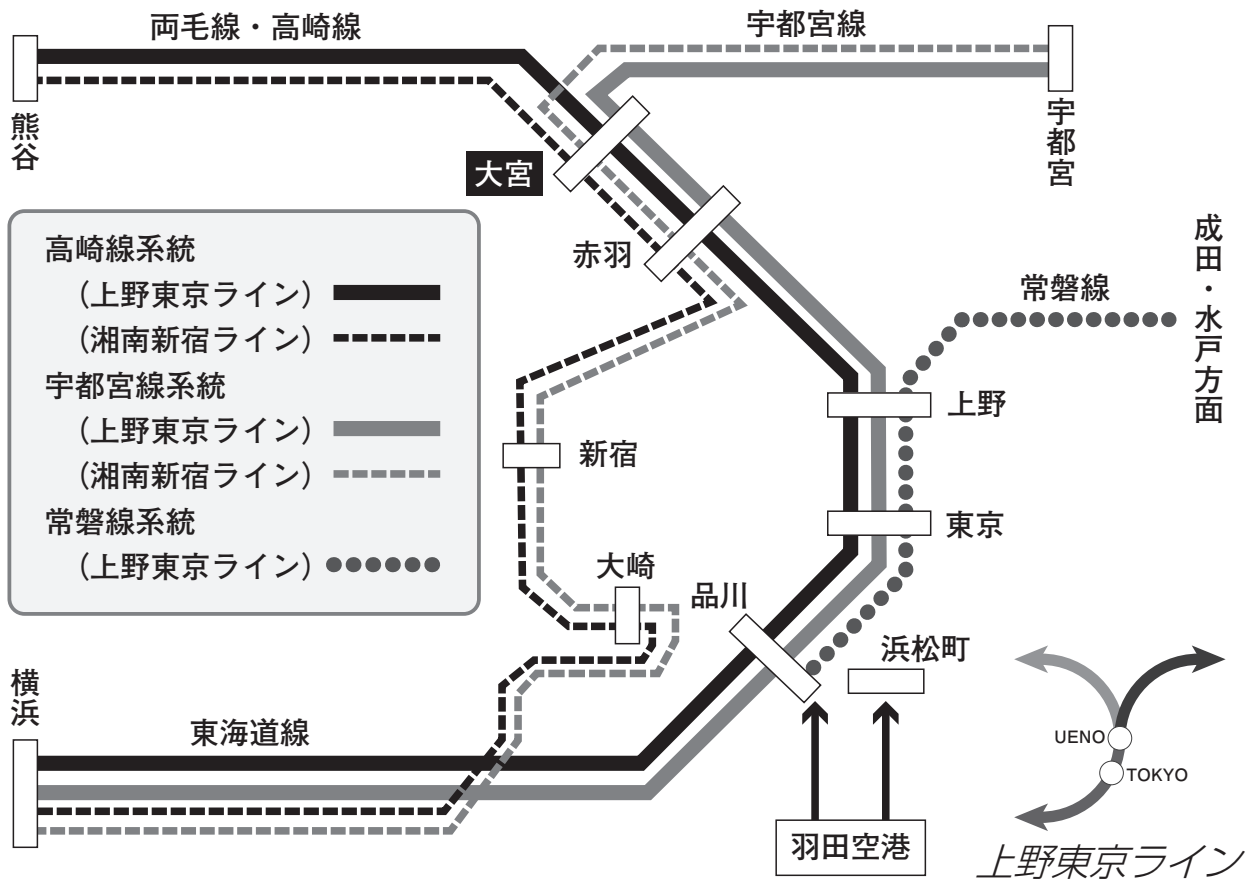 両毛線・高崎線
宇都宮線
熊谷
宇都宮
大宮
赤羽
高崎線系統
(上野東京ライン)
(湘南新宿ライン)
宇都宮線系統
(上野東京ライン)
(湘南新宿ライン)
常磐線系統
(上野東京ライン)
成田・水戸方面
常磐線
上野
新宿
東京
大崎
品川
浜松町
横浜
東海道線
羽田空港
UENO
TOKYO
上野東京ライン